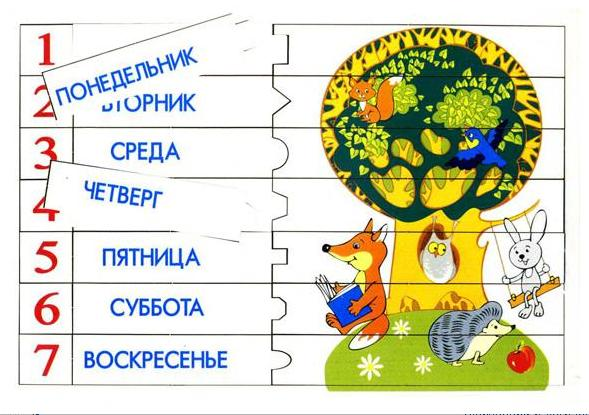 1
ПОНЕДЕЛЬНИК
2 ВТОРНИК
3 СРЕДА
4 ЧЕТВЕРГ
5 ПЯТНИЦА
6 СУББОТА
7 ВОСКРЕСЕНЬЕ